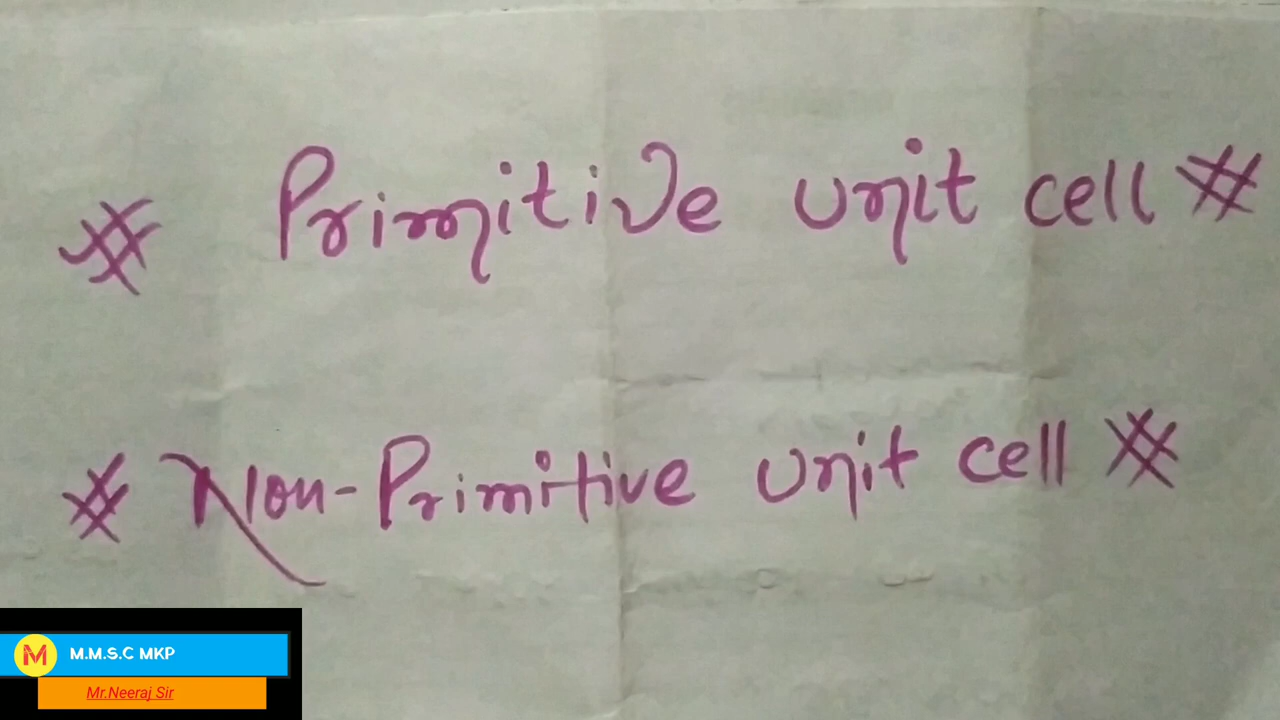 # Primitive unit cell #
# Non-Primitive unit cell #
M M.M.S.C MKP
Mr.Neeraj Sir